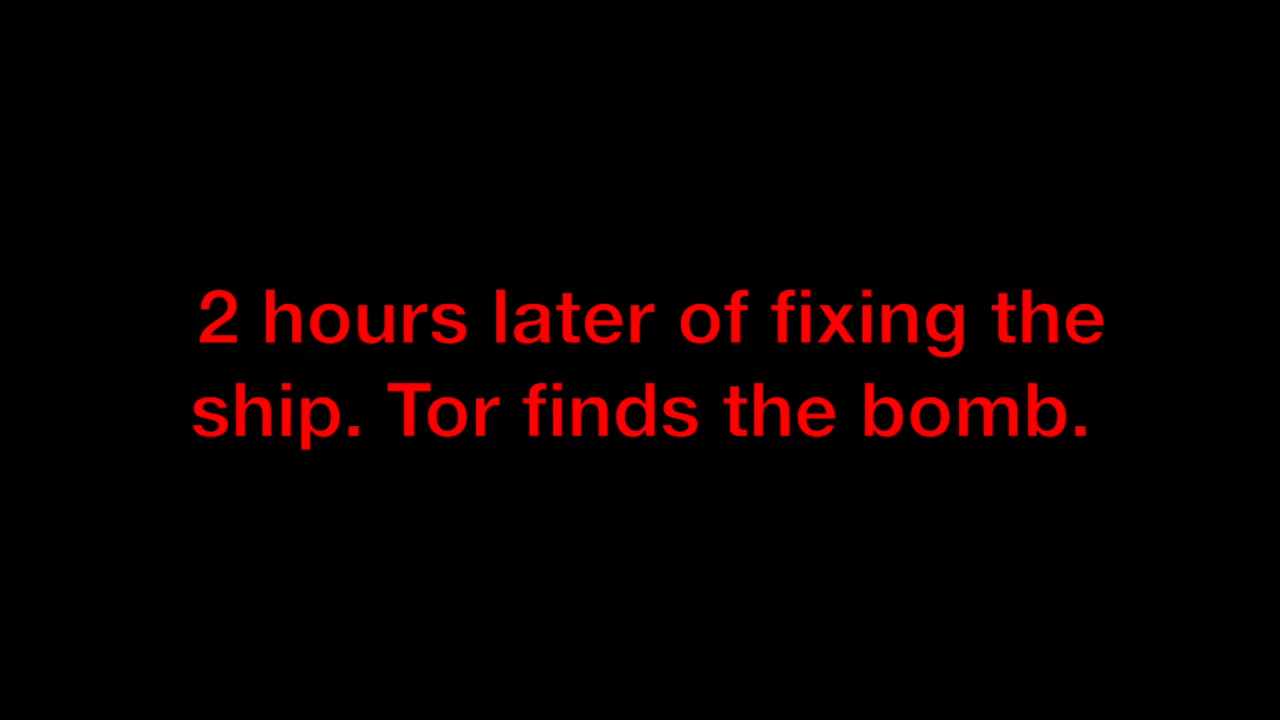 2 hours later of fixing the
ship. Tor finds the bomb.